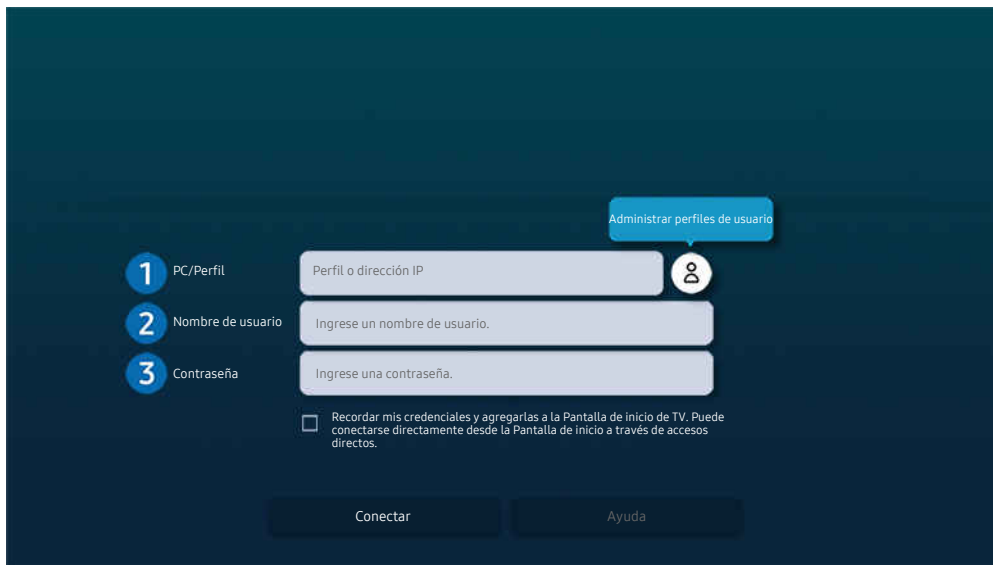 Administrar perfiles de usuario
1 PC/Perfil Perfil o dirección IP
2 Nombre de usuario Ingrese un nombre de usuario.
3 Contraseña Ingrese una contraseña.
Recordar mis credenciales y agregarlas a la Pantalla de inicio de TV. Puede
conectarse directamente desde la Pantalla de inicio a través de accesos
directos.
Conectar Ayuda